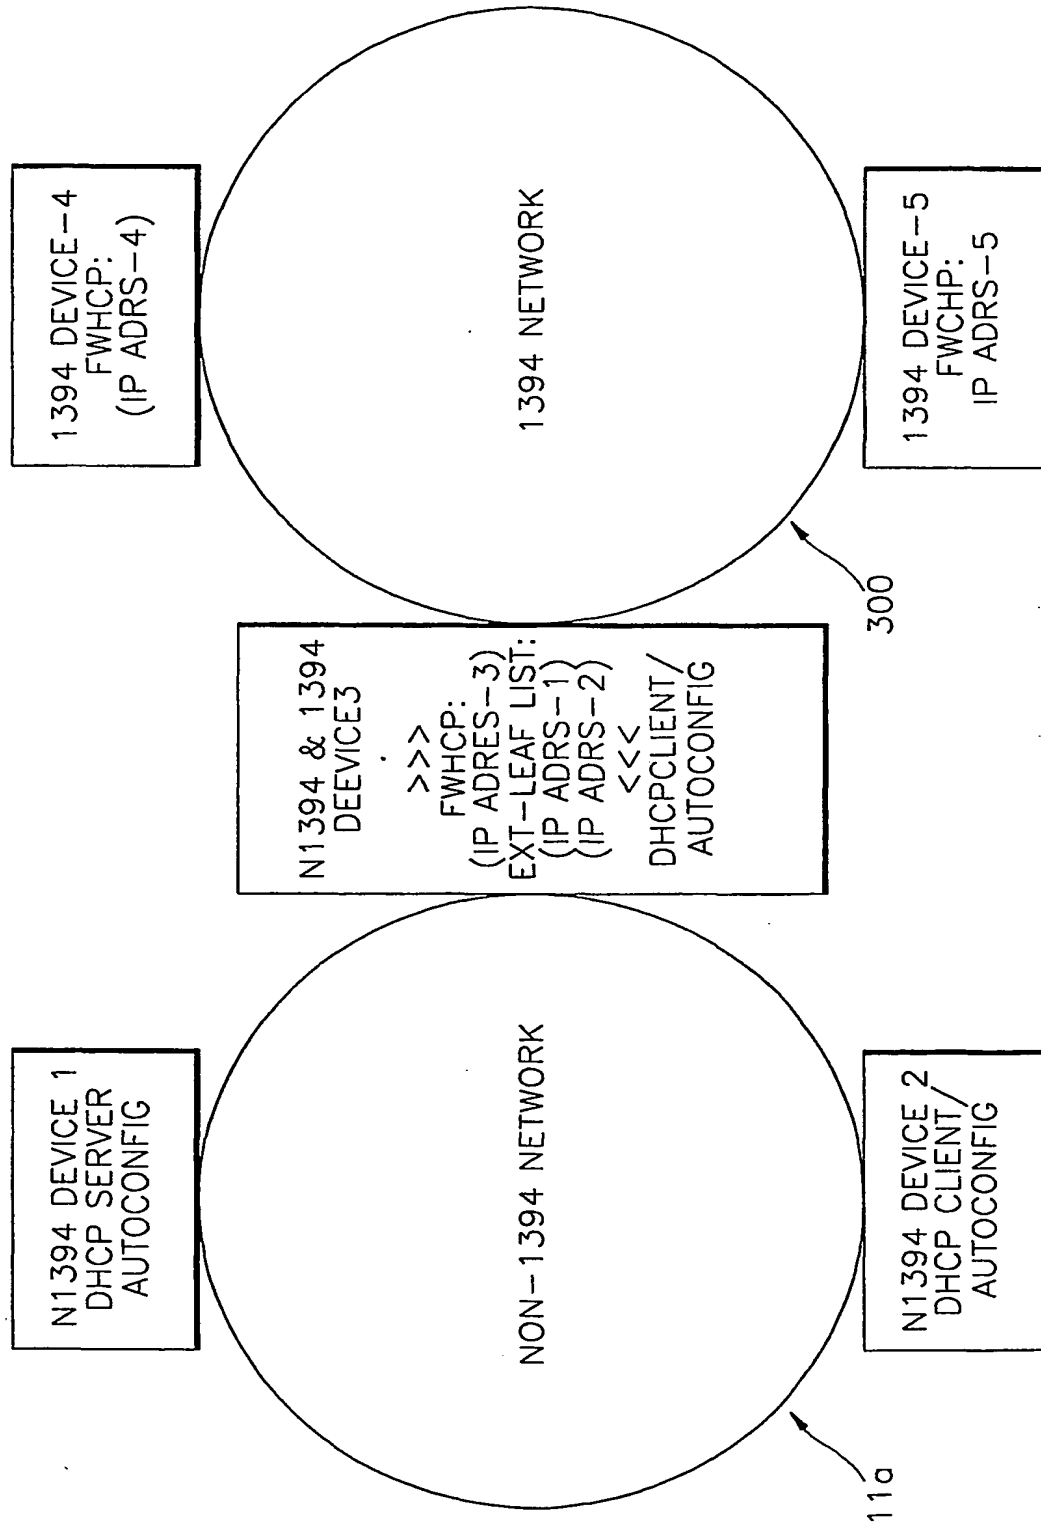 N1394 DEVICE 1
DHCP SERVER
AUTOCONFIG
NON-1394 NETWORK
N1394 DEVICE 2
DHCP CLIENT/
AUTOCONFIG
11a
N1394 & 1394
DEEVICE3
>>>
FWHCP:
(IP ADRES-3)
EXT-LEAF LIST:
(IP ADRS-1)
(IP ADRS-2)
<<<
DHCPCLIENT/
AUTOCONFIG
1394 DEVICE-4
FWHCP:
(IP ADRS-4)
1394 NETWORK
1394 DEVICE-5
FWCHP:
IP ADRS-5
300